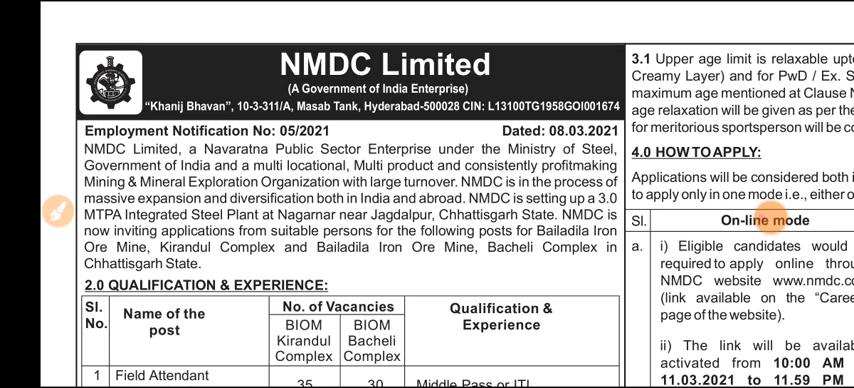 NMDC Limited
(A Government of India Enterprise)
"Khanij Bhavan", 10-3-311/A, Masab Tank, Hyderabad-500028 CIN: L13100TG1958GOI001674
Employment Notification No: 05/2021 Dated: 08.03.2021
NMDC Limited, a Navaratna Public Sector Enterprise under the Ministry of Steel,
Government of India and a multi locational, Multi product and consistently profitmaking
Mining & Mineral Exploration Organization with large turnover. NMDC is in the process of
massive expansion and diversification both in India and abroad. NMDC is setting up a 3.0
MTPA Integrated Steel Plant at Nagarnar near Jagdalpur, Chhattisgarh State. NMDC is
now inviting applications from suitable persons for the following posts for Bailadila Iron
Ore Mine, Kirandul Complex and Bailadila Iron Ore Mine, Bacheli Complex in
Chhattisgarh State.
2.0 QUALIFICATION & EXPERIENCE:
Sl. No. Name of the post No. of Vacancies Qualification & Experience
BIOM Kirandul Complex BIOM Bacheli Complex
1 Field Attendant 35 30 Middle Pass or ITI
3.1 Upper age limit is relaxable
Creamy Layer) and for PwD / Ex.
maximum age mentioned at Clause
age relaxation will be given as per
for meritorious sportsperson will be
4.0 HOW TO APPLY:
Applications will be considered both
to apply only in one mode i.e., either
Sl. On-line mode
a. i) Eligible candidates would
required to apply online
NMDC website
(link available on the
page of the website).
ii) The link will be
activated from 10:00 AM
11.03.2021 to 11.59 PM